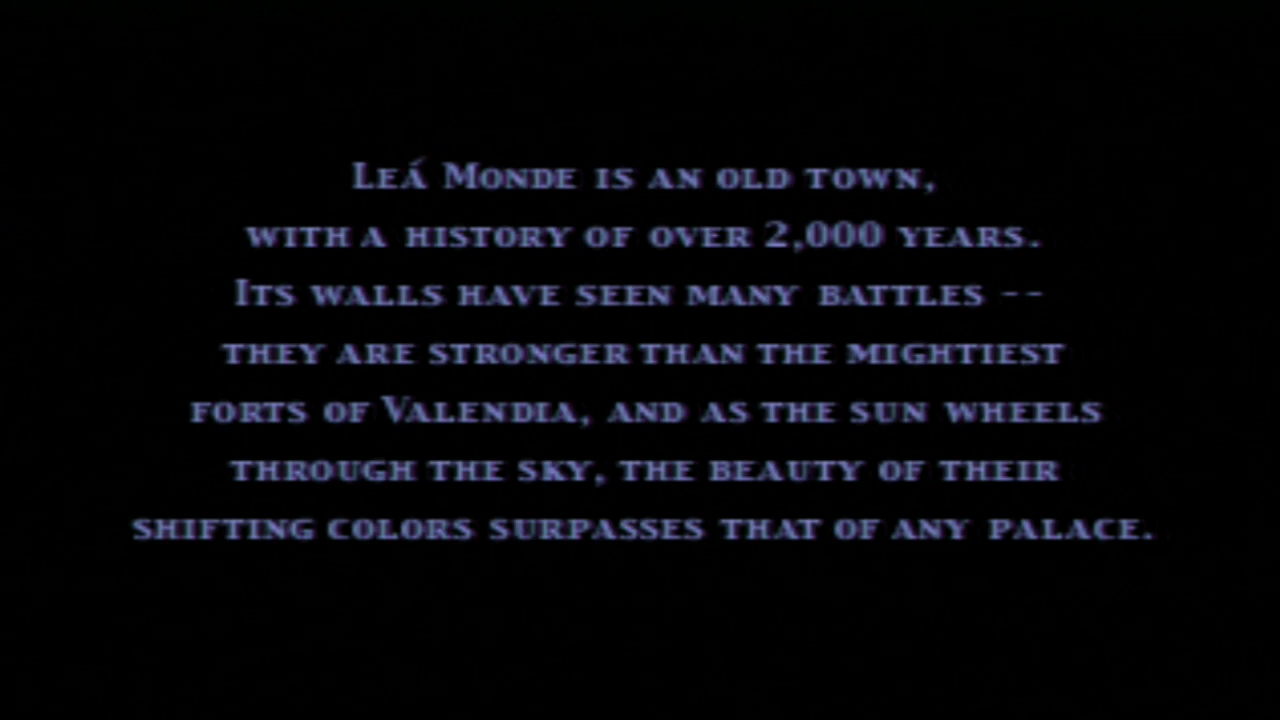 Leá Monde is an old town,
with a history of over 2,000 years.
Its walls have seen many battles --
they are stronger than the mightiest
forts of Valendia, and as the sun wheels
through the sky, the beauty of their
shifting colors surpasses that of any palace.